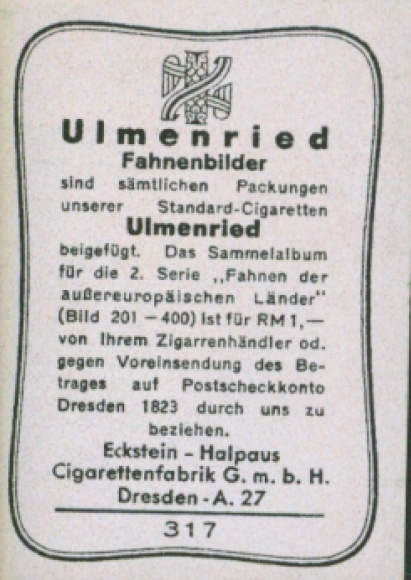 Ulmenried
Fahnenbilder
sind sämtlichen Packungen
unserer Standard-Cigaretten
Ulmenried
beigefügt. Das Sammelalbum
für die 2. Serie „Fahnen der
außereuropäischen Länder"
(Bild 201 – 400) ist für RM 1,—
von Ihrem Zigarrenhändler od.
gegen Voreinsendung des Be-
trages auf Postscheckkonto
Dresden 1823 durch uns zu
beziehen.
Eckstein - Halpaus
Cigarettenfabrik G. m. b. H.
Dresden - A. 27
317